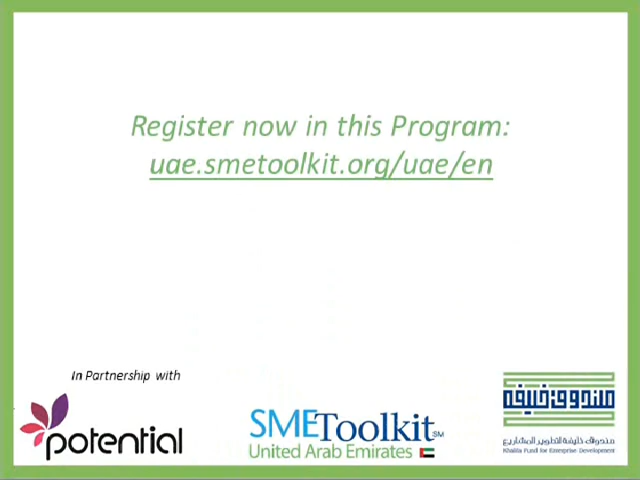 Register now in this Program:
uae.smetoolkit.org/uae/en
In Partnership with
potential
SMEToolkit SM
United Arab Emirates
صندوق خليفة
صندوق خليفة لتطوير المشاريع
Khalifa Fund for Enterprise Development